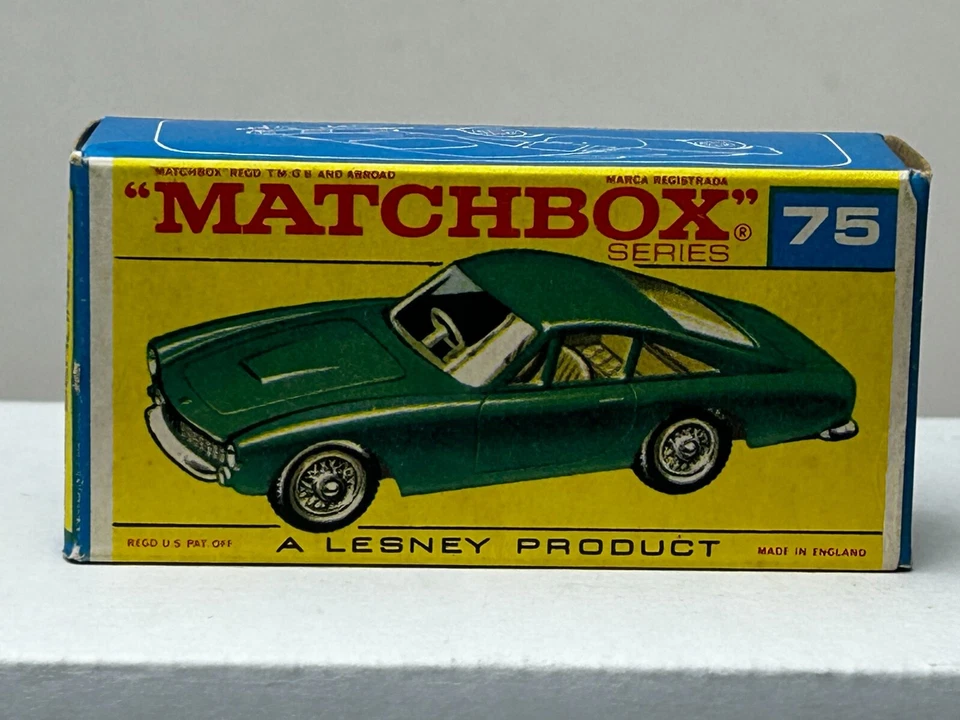 "MATCHBOX" REGD T.M. G B AND ABROAD
MARCA REGISTRADA
"MATCHBOX"®
75
SERIES
REGD U S PAT. OFF
A LESNEY PRODUCT
MADE IN ENGLAND